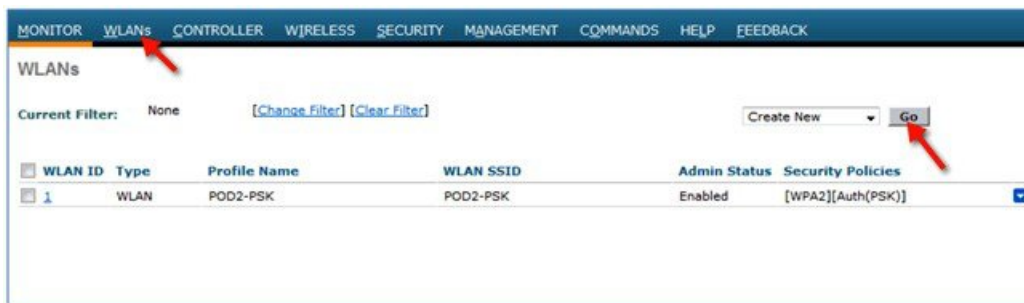 MONITOR WLANs CONTROLLER WIRELESS SECURITY MANAGEMENT COMMANDS HELP FEEDBACK
WLANs
Current Filter: None [Change Filter] [Clear Filter] Create New Go
WLAN ID Type Profile Name WLAN SSID Admin Status Security Policies
1 WLAN POD2-PSK POD2-PSK Enabled [WPA2][Auth(PSK)]